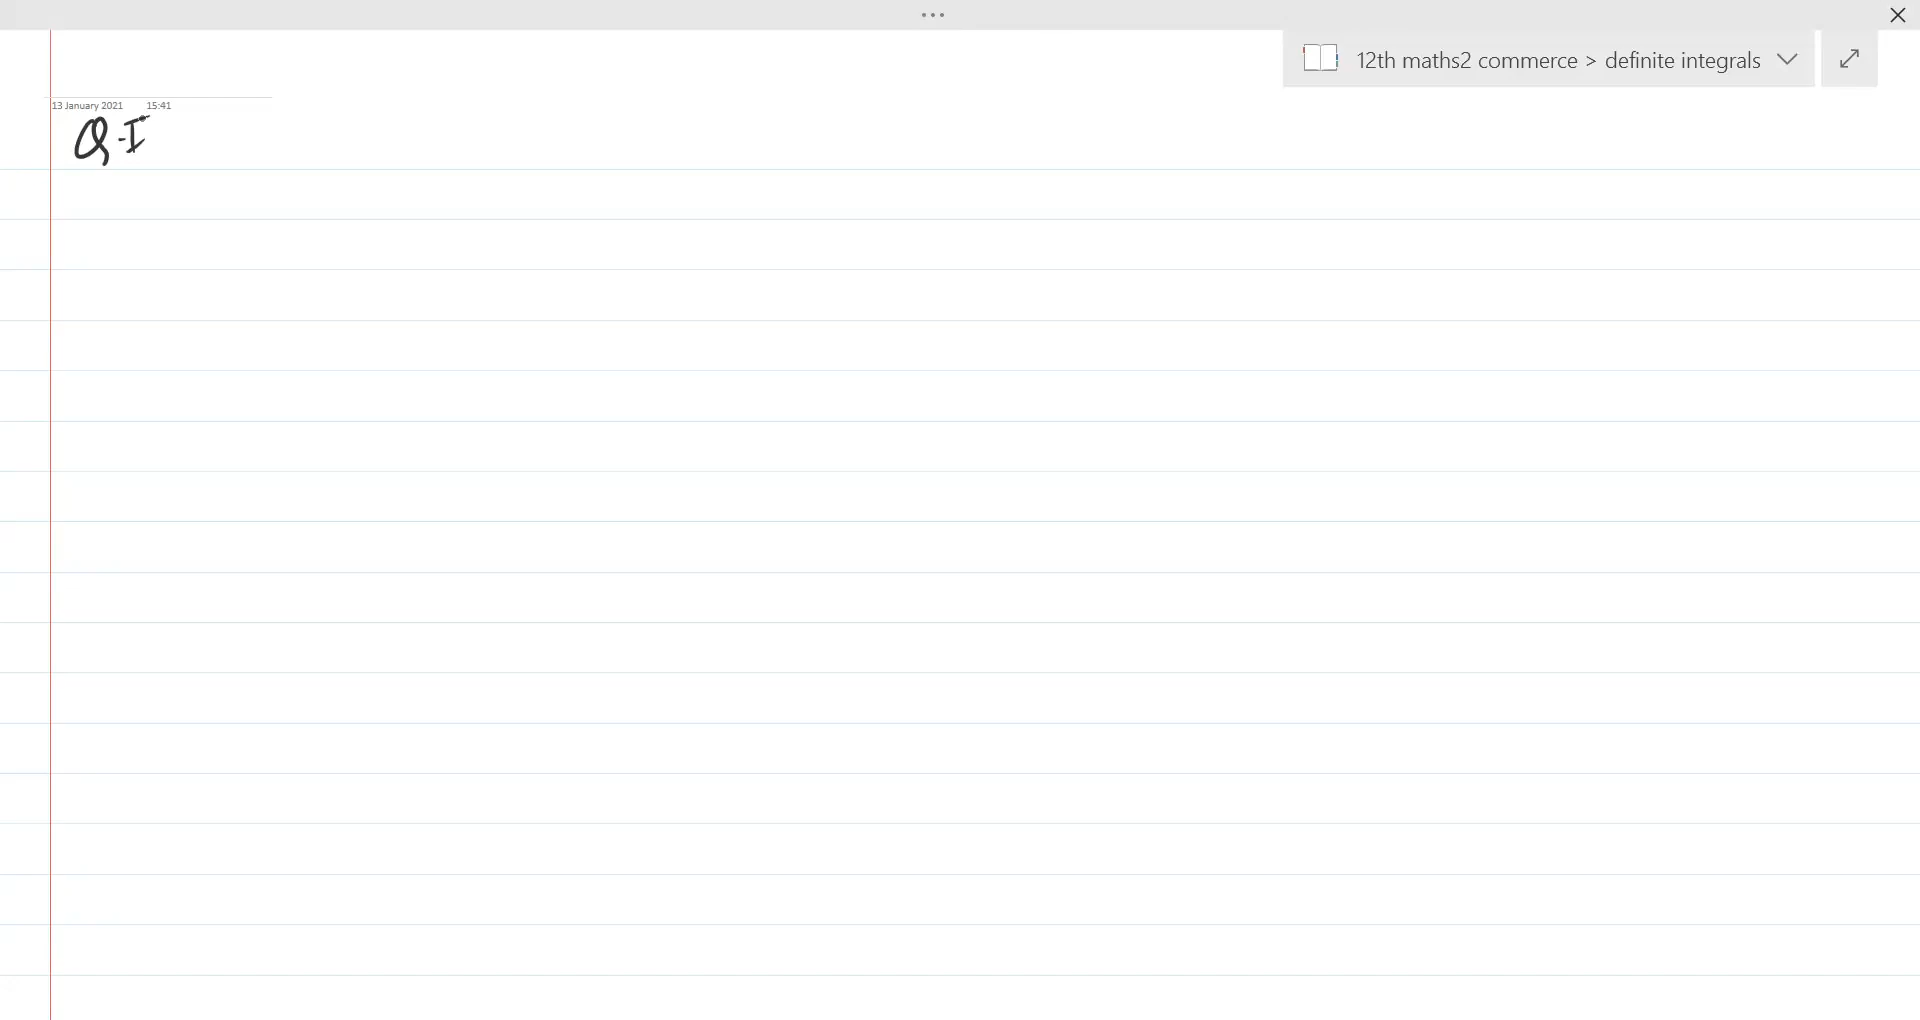 12th maths2 commerce > definite integrals
13 January 2021 15:41
Q.I